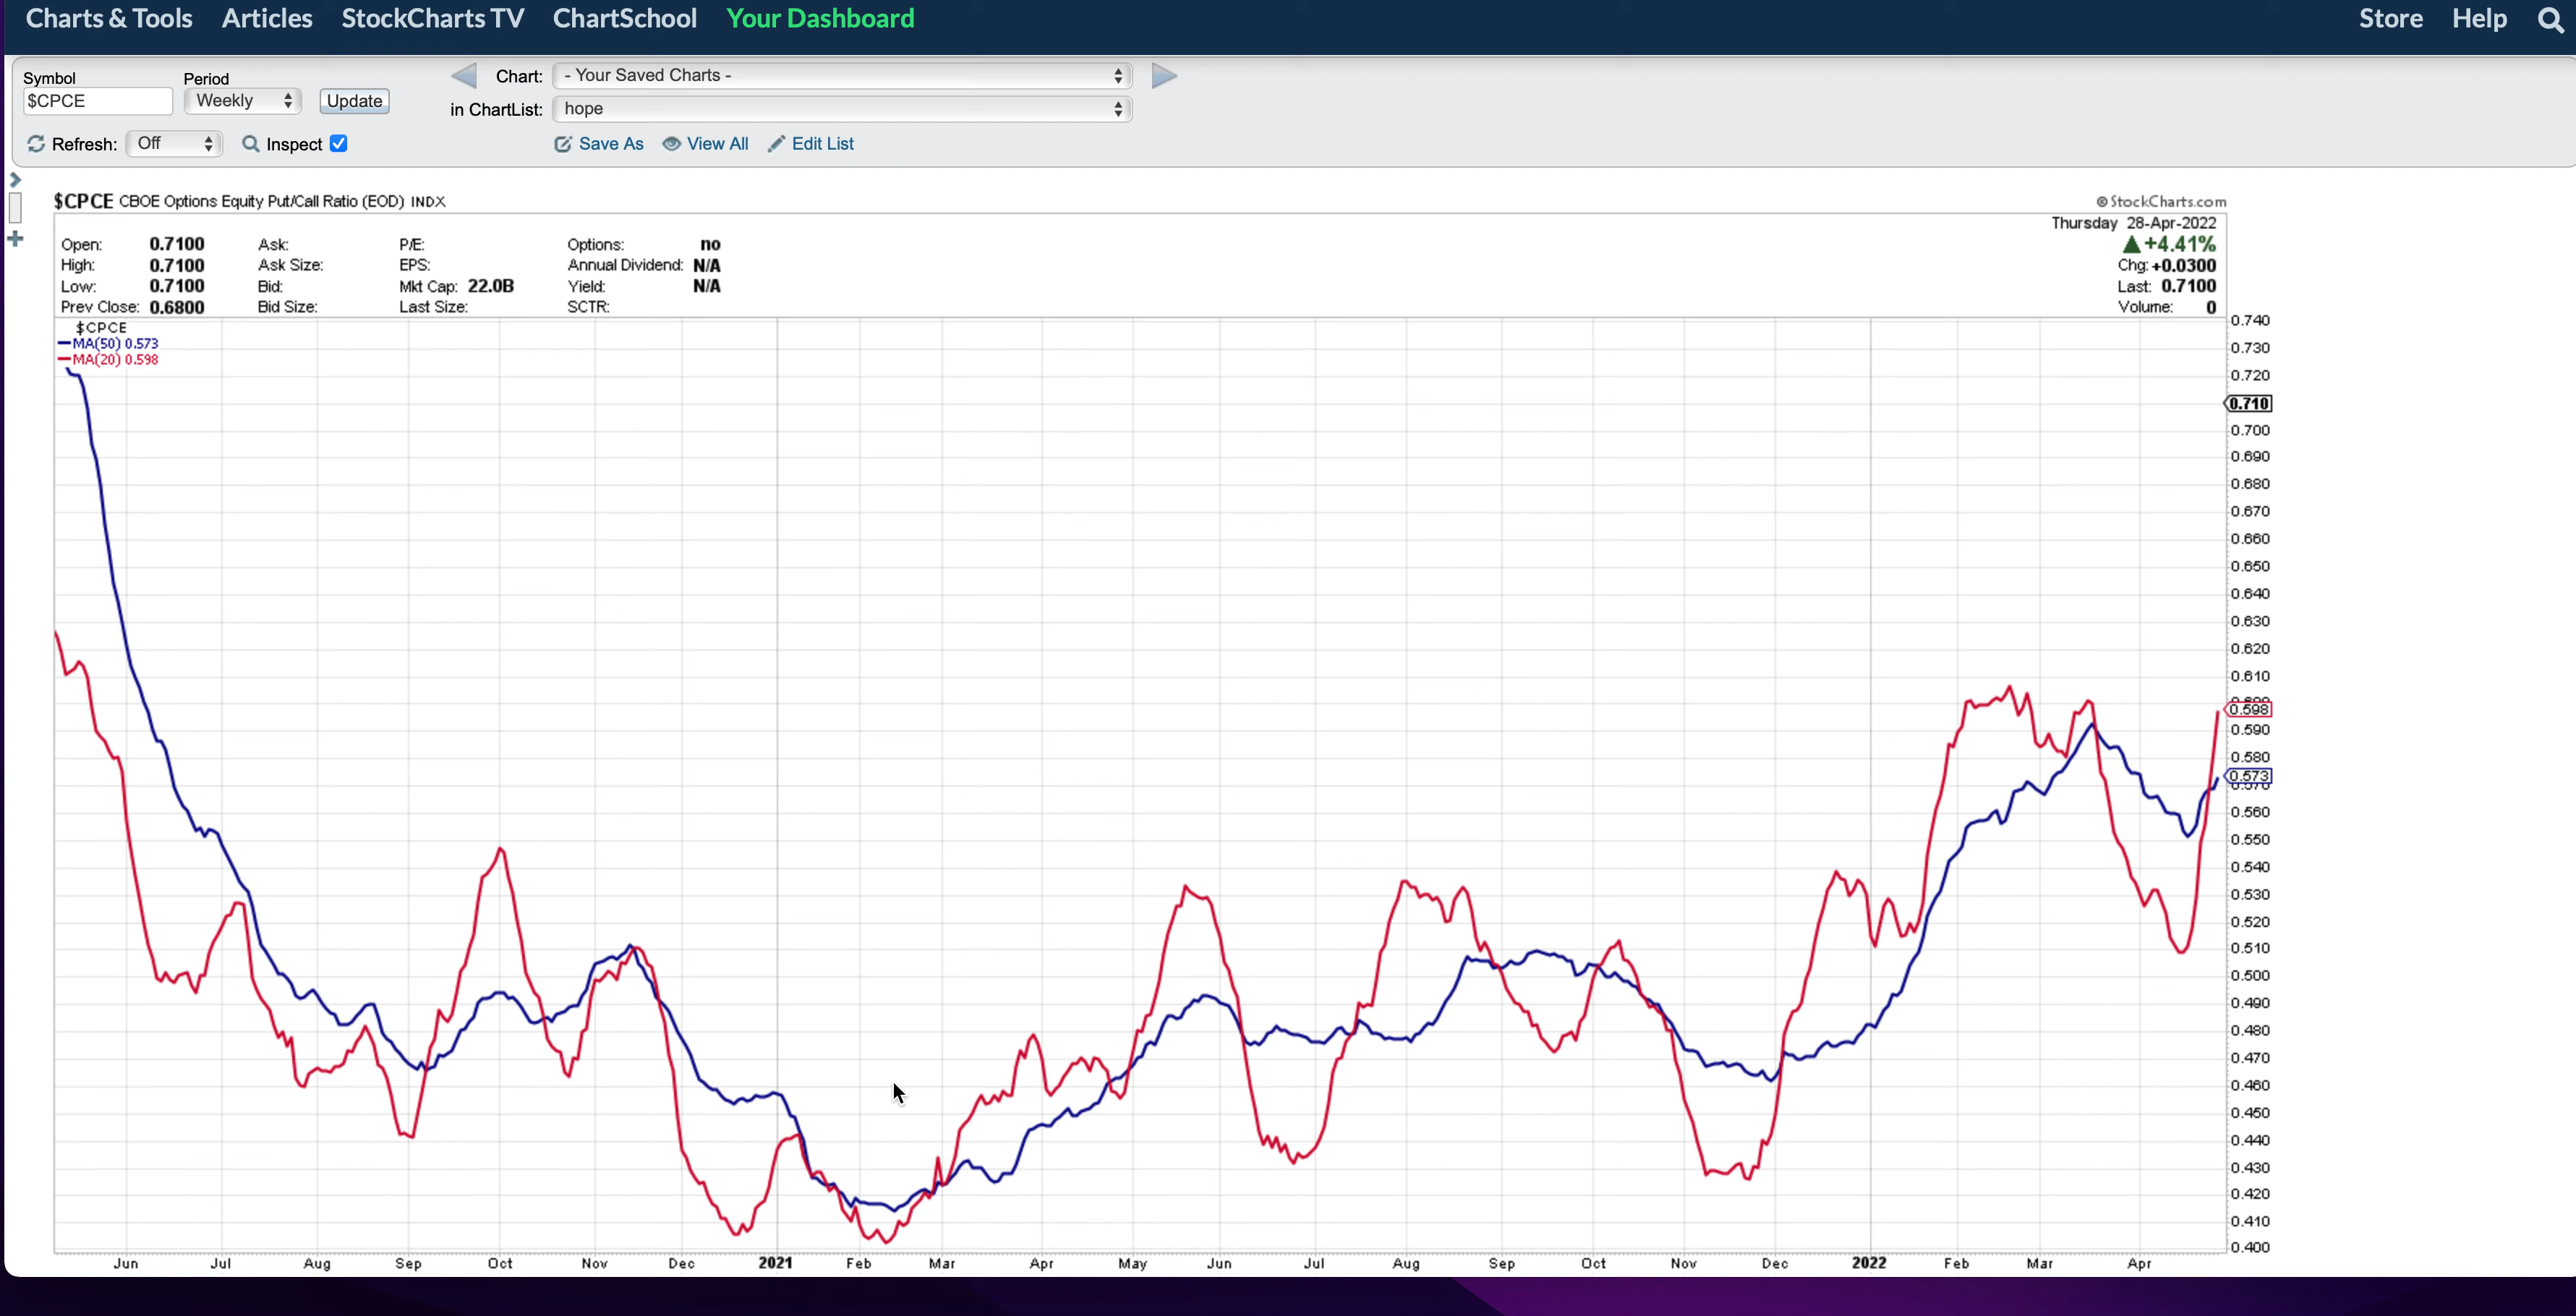 Charts & Tools Articles StockCharts TV ChartSchool Your Dashboard Store Help
Symbol Period Chart: - Your Saved Charts -
$CPCE Weekly Update in ChartList: hope
Refresh: Off Inspect Save As View All Edit List
$CPCE CBOE Options Equity Put/Call Ratio (EOD) INDX © StockCharts.com
Thursday 28-Apr-2022
Open: 0.7100 Ask: P/E: Options: no +4.41%
High: 0.7100 Ask Size: EPS: Annual Dividend: N/A Chg: +0.0300
Low: 0.7100 Bid: Mkt Cap: 22.0B Yield: N/A Last: 0.7100
Prev Close: 0.6800 Bid Size: Last Size: SCTR: Volume: 0
$CPCE
MA(50) 0.573
MA(20) 0.598
0.740
0.730
0.720
0.710
0.700
0.690
0.680
0.670
0.660
0.650
0.640
0.630
0.620
0.610
0.598
0.590
0.580
0.573
0.560
0.550
0.540
0.530
0.520
0.510
0.500
0.490
0.480
0.470
0.460
0.450
0.440
0.430
0.420
0.410
0.400
Jun Jul Aug Sep Oct Nov Dec 2021 Feb Mar Apr May Jun Jul Aug Sep Oct Nov Dec 2022 Feb Mar Apr